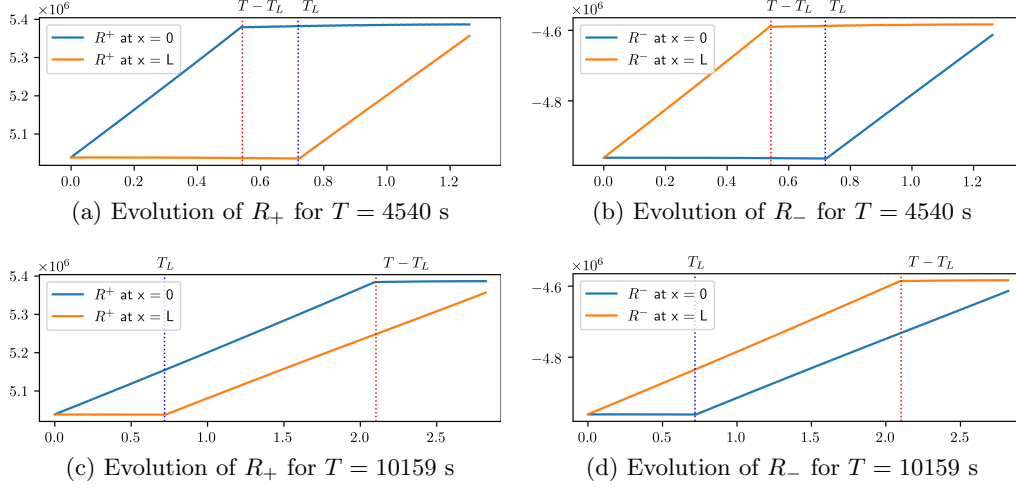 T − T_L T_L
×10⁶
5.4
5.3
5.2
5.1
R⁺ at x = 0
R⁺ at x = L
0.0 0.2 0.4 0.6 0.8 1.0 1.2
(a) Evolution of R₊ for T = 4540 s
T − T_L T_L
×10⁶
−4.6
−4.8
R⁻ at x = 0
R⁻ at x = L
0.0 0.2 0.4 0.6 0.8 1.0 1.2
(b) Evolution of R₋ for T = 4540 s
T_L T − T_L
×10⁶
5.4
5.3
5.2
5.1
R⁺ at x = 0
R⁺ at x = L
0.0 0.5 1.0 1.5 2.0 2.5
(c) Evolution of R₊ for T = 10159 s
T_L T − T_L
×10⁶
−4.6
−4.8
R⁻ at x = 0
R⁻ at x = L
0.0 0.5 1.0 1.5 2.0 2.5
(d) Evolution of R₋ for T = 10159 s